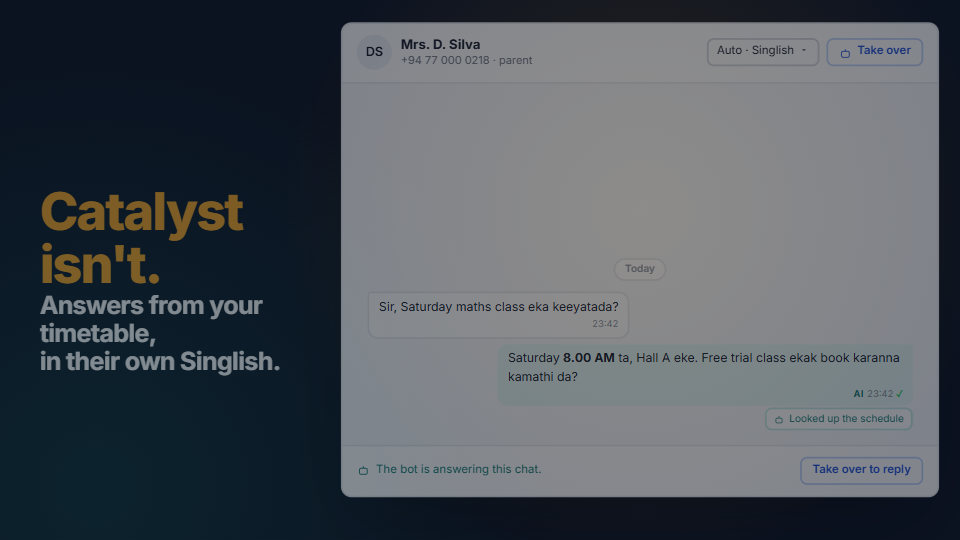 Catalyst
isn't.
Answers from your
timetable,
in their own Singlish.
DS
Mrs. D. Silva
+94 77 000 0218 · parent
Auto · Singlish
Take over
Today
Sir, Saturday maths class eka keeyatada?
23:42
Saturday 8.00 AM ta, Hall A eke. Free trial class ekak book karanna
kamathi da?
AI 23:42 ✓
Looked up the schedule
The bot is answering this chat.
Take over to reply